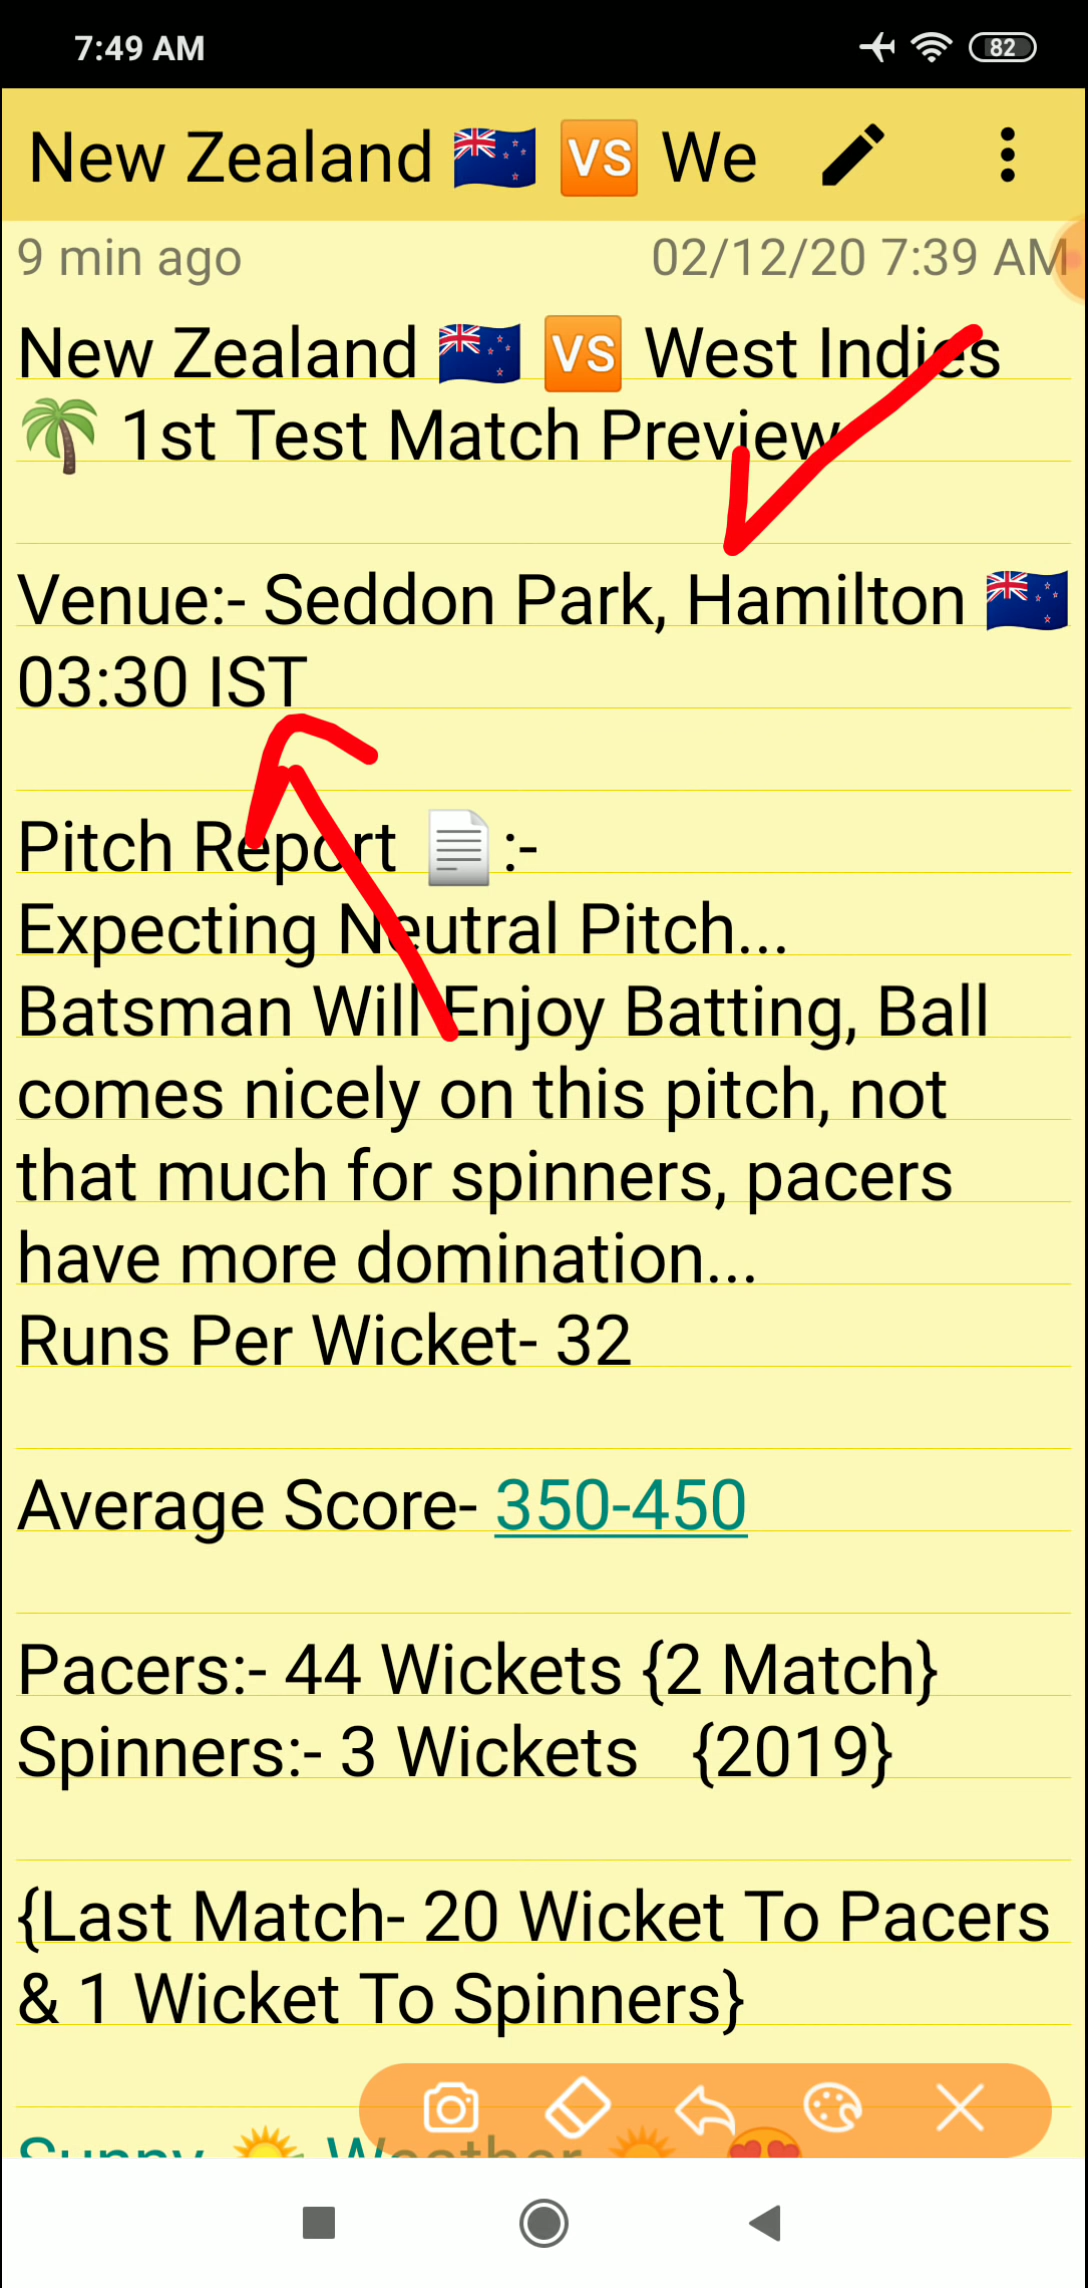 7:49 AM
82
New Zealand 🇳🇿 🆚 We
9 min ago 02/12/20 7:39 AM
New Zealand 🇳🇿 🆚 West Indies
🌴 1st Test Match Preview
Venue:- Seddon Park, Hamilton 🇳🇿
03:30 IST
Pitch Report 📄:-
Expecting Neutral Pitch...
Batsman Will Enjoy Batting, Ball
comes nicely on this pitch, not
that much for spinners, pacers
have more domination...
Runs Per Wicket- 32
Average Score- 350-450
Pacers:- 44 Wickets {2 Match}
Spinners:- 3 Wickets {2019}
{Last Match- 20 Wicket To Pacers
& 1 Wicket To Spinners}
Sunny ☀️ Weather ☀️ 😍